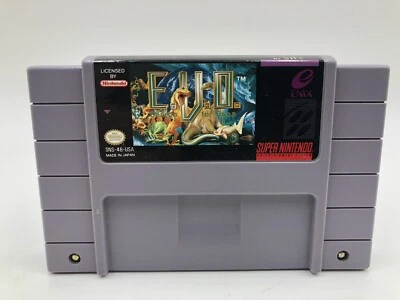 LICENSED
BY
Nintendo
E.V.O.
ENIX
SNS-46-USA
MADE IN JAPAN
SUPER NINTENDO